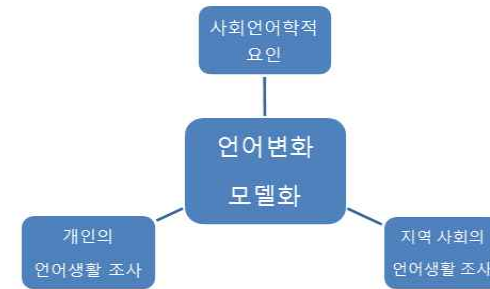 사회언어학적
요인
언어변화
모델화
개인의
언어생활 조사
지역 사회의
언어생활 조사